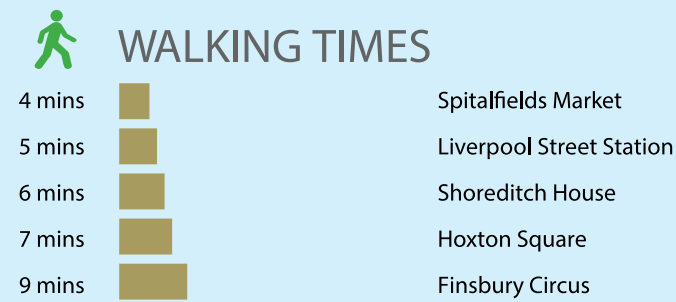 WALKING TIMES
4 mins Spitalfields Market
5 mins Liverpool Street Station
6 mins Shoreditch House
7 mins Hoxton Square
9 mins Finsbury Circus